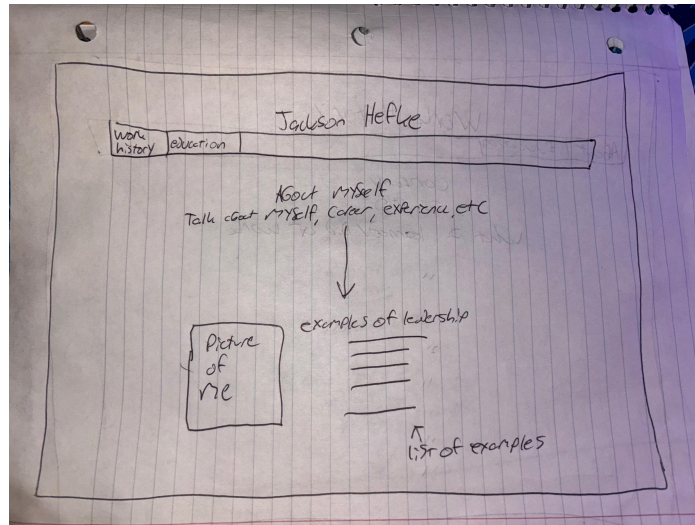 Jackson Hefke
work
history
education
About myself
Talk about myself, Career, experience, etc
examples of leadership
Picture
of
me
list of examples